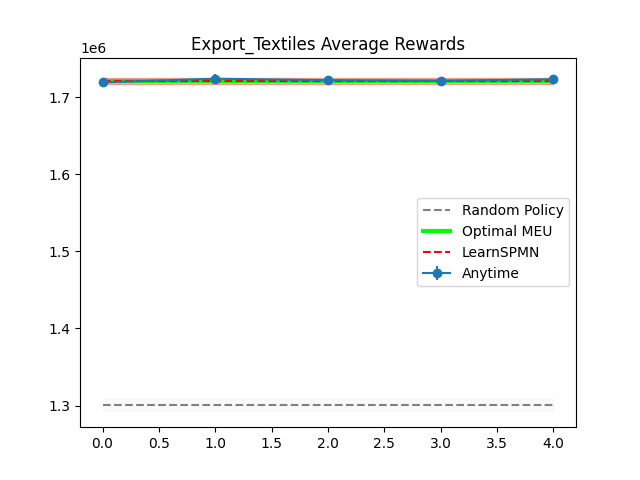 Export_Textiles Average Rewards
1e6
1.7
1.6
1.5
1.4
1.3
Random Policy
Optimal MEU
LearnSPMN
Anytime
0.0 0.5 1.0 1.5 2.0 2.5 3.0 3.5 4.0